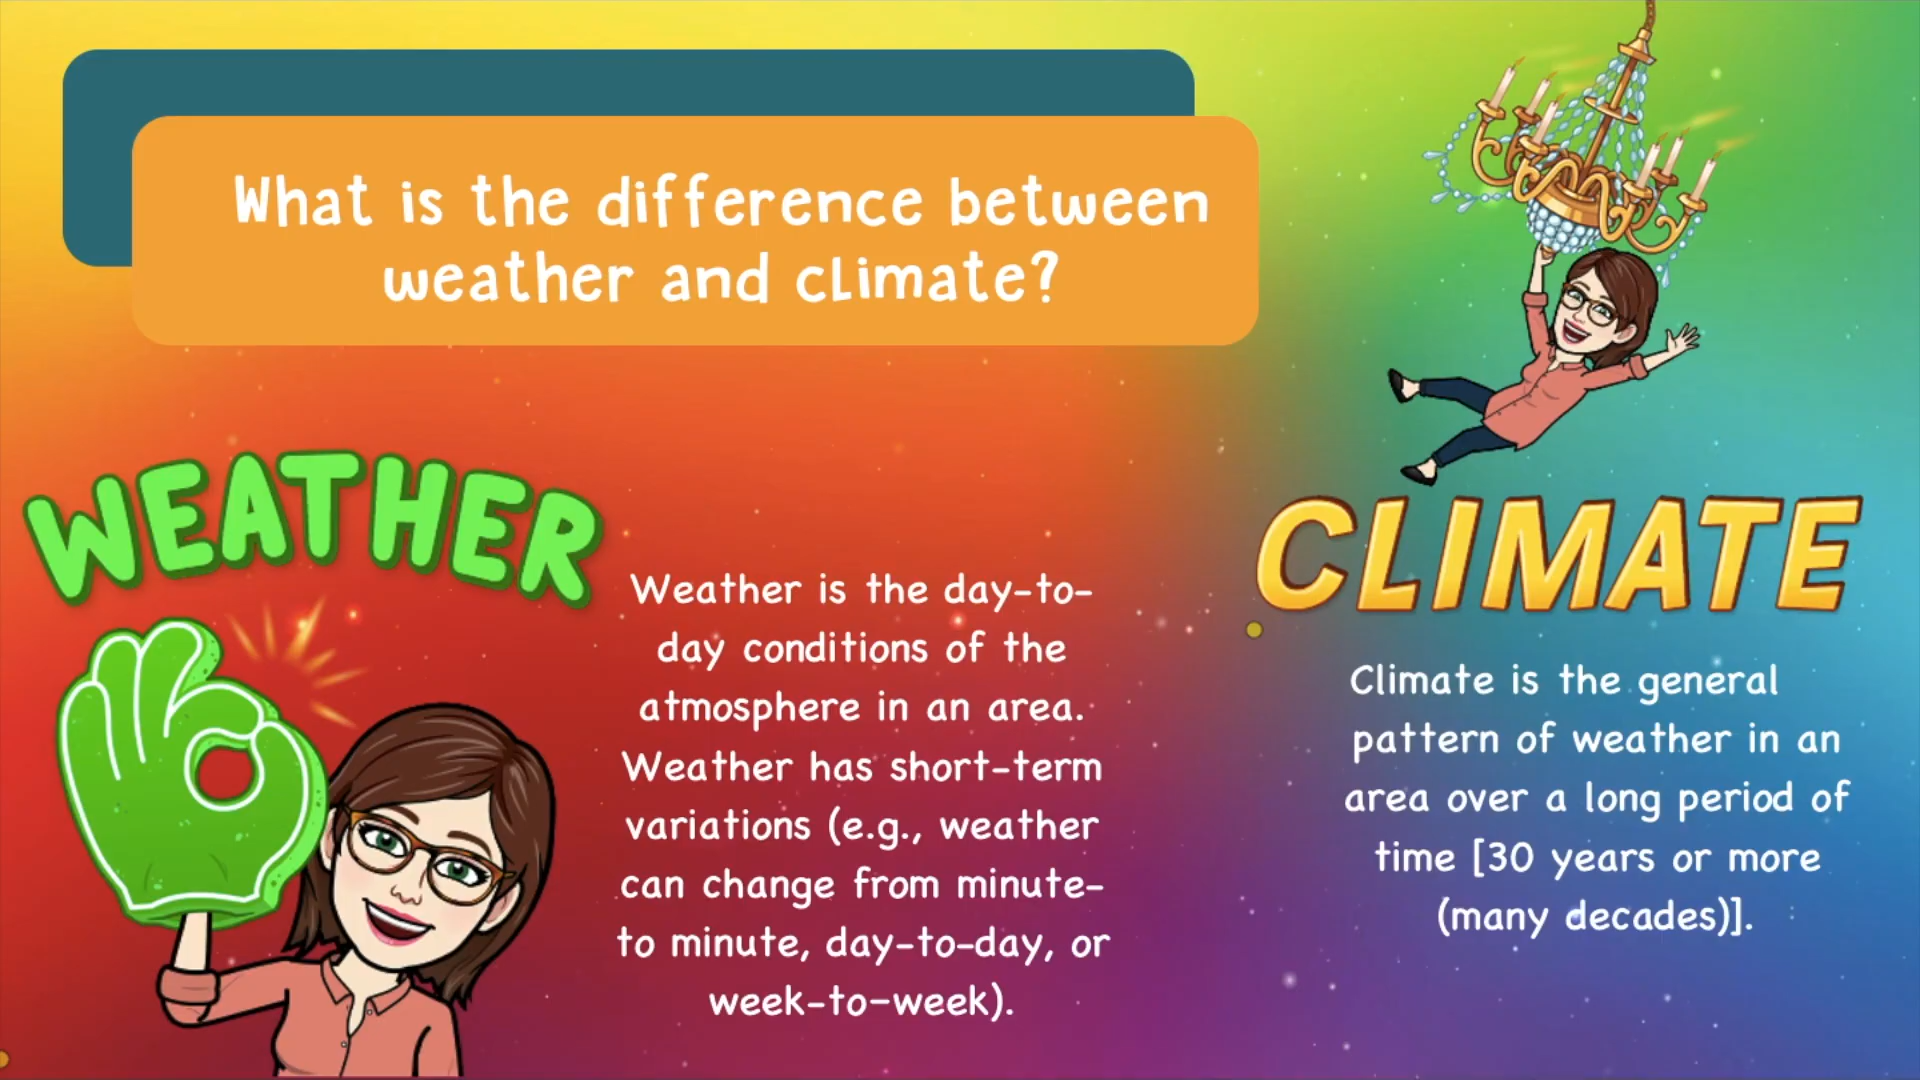 What is the difference between
weather and climate?
WEATHER
Weather is the day-to-
day conditions of the
atmosphere in an area.
Weather has short-term
variations (e.g., weather
can change from minute-
to minute, day-to-day, or
week-to-week).
CLIMATE
Climate is the general
pattern of weather in an
area over a long period of
time [30 years or more
(many decades)].